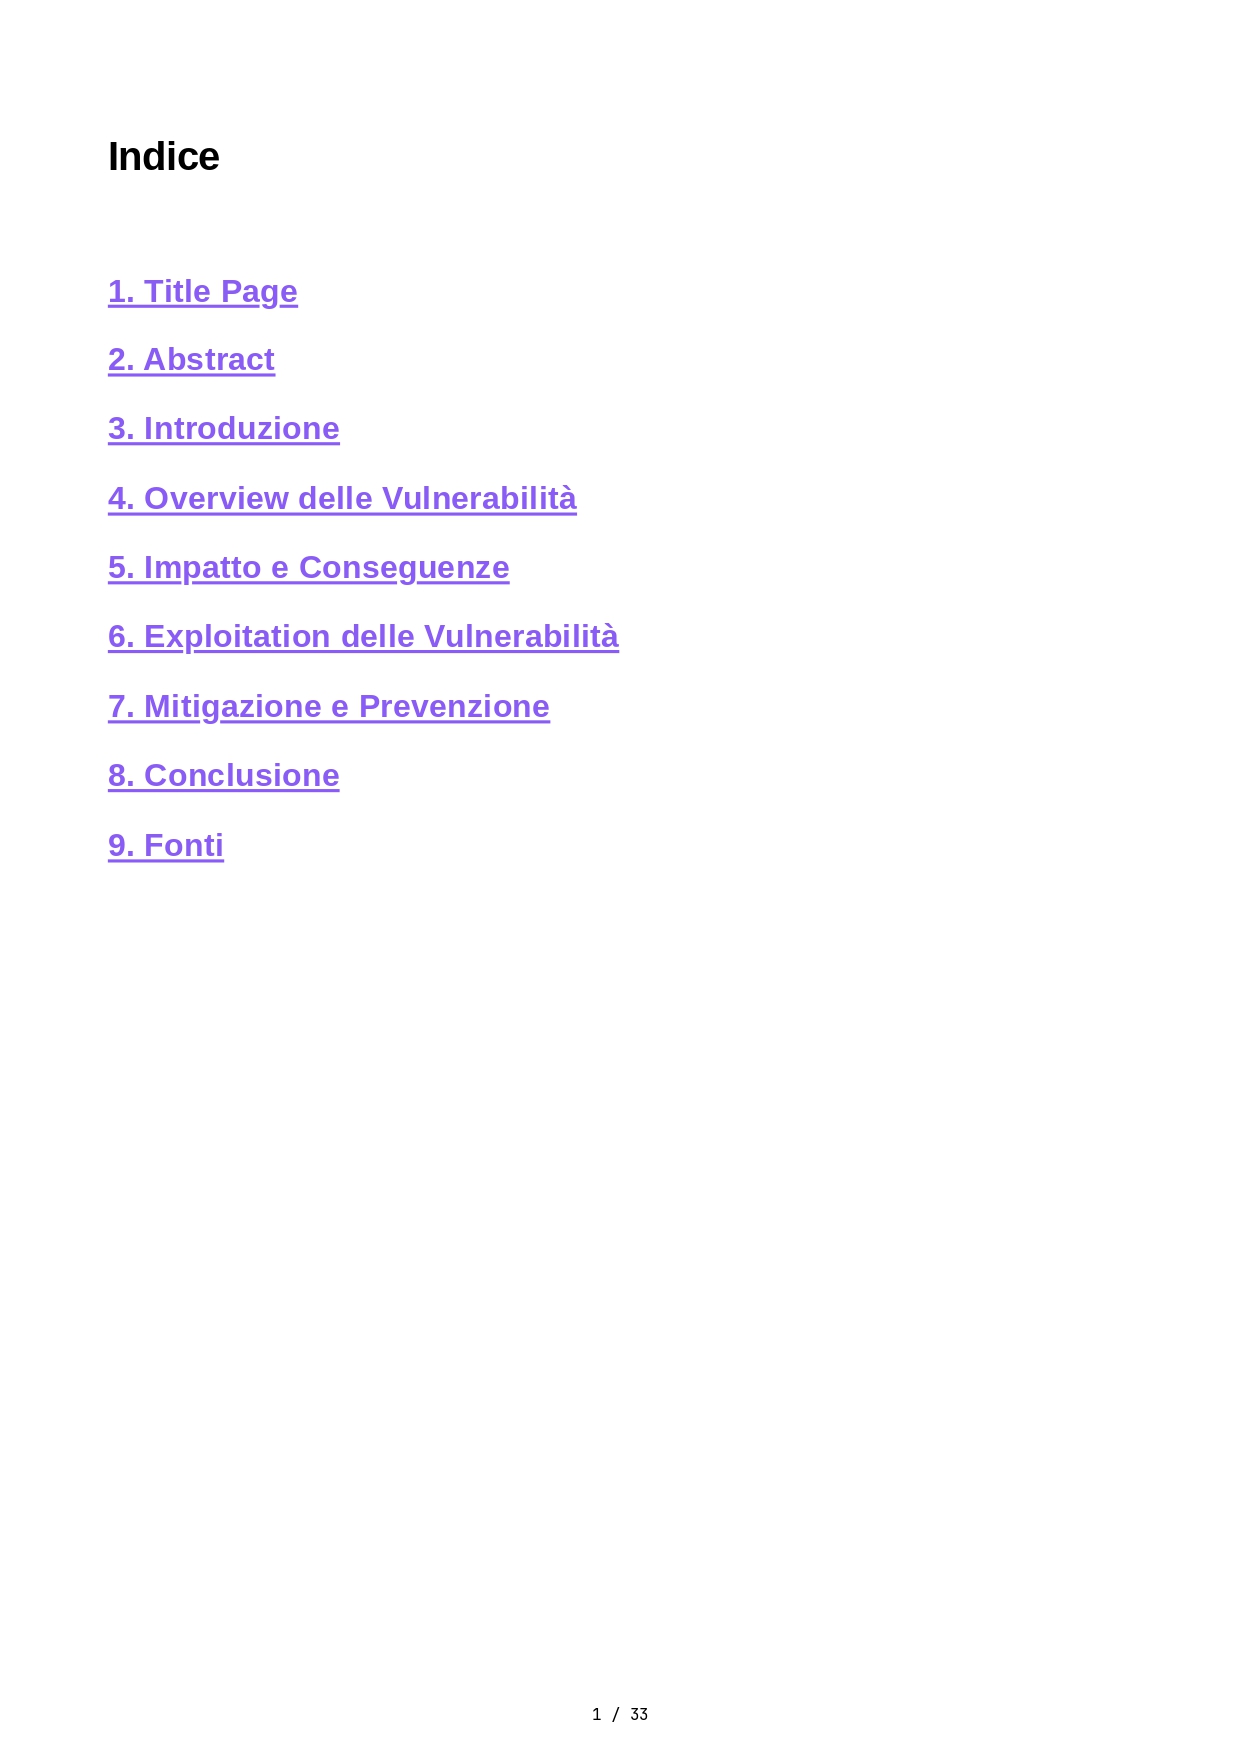 Indice
1. Title Page
2. Abstract
3. Introduzione
4. Overview delle Vulnerabilità
5. Impatto e Conseguenze
6. Exploitation delle Vulnerabilità
7. Mitigazione e Prevenzione
8. Conclusione
9. Fonti
1 / 33